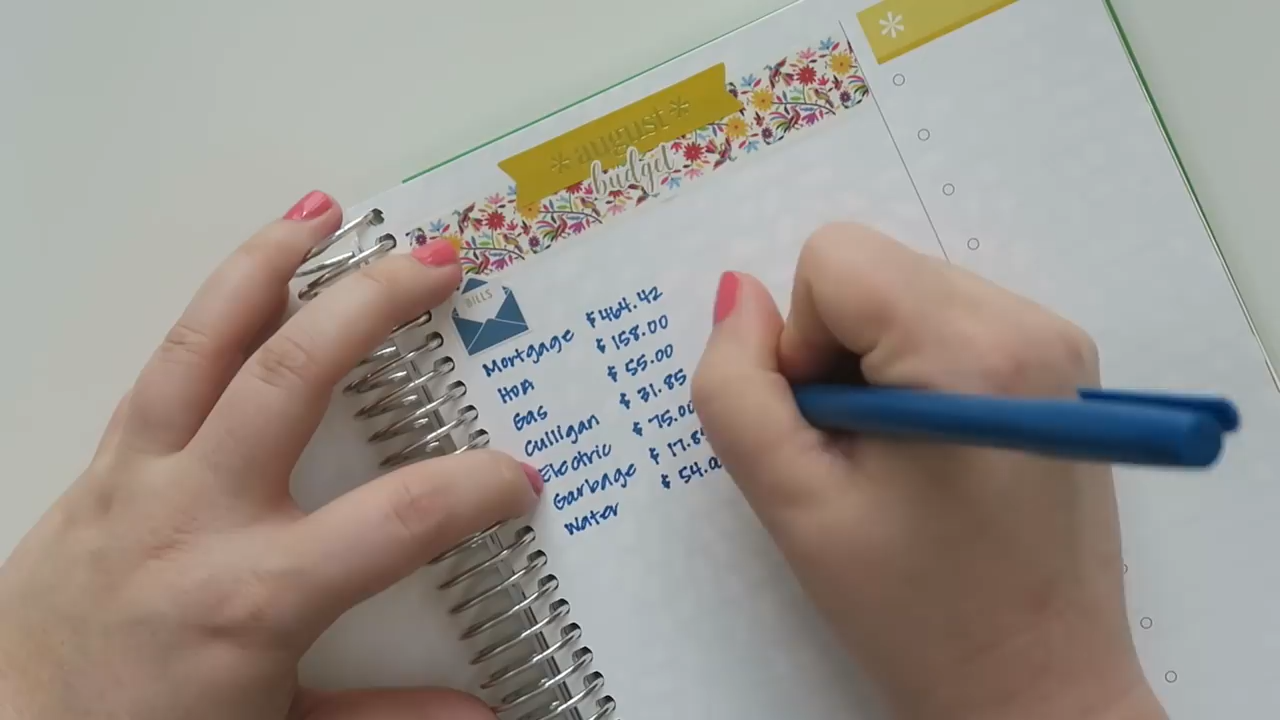 *august*
budget
BILLS
Mortgage $464.42
HOA $158.00
Gas $55.00
Culligan $31.85
Electric $75.00
Garbage
Water